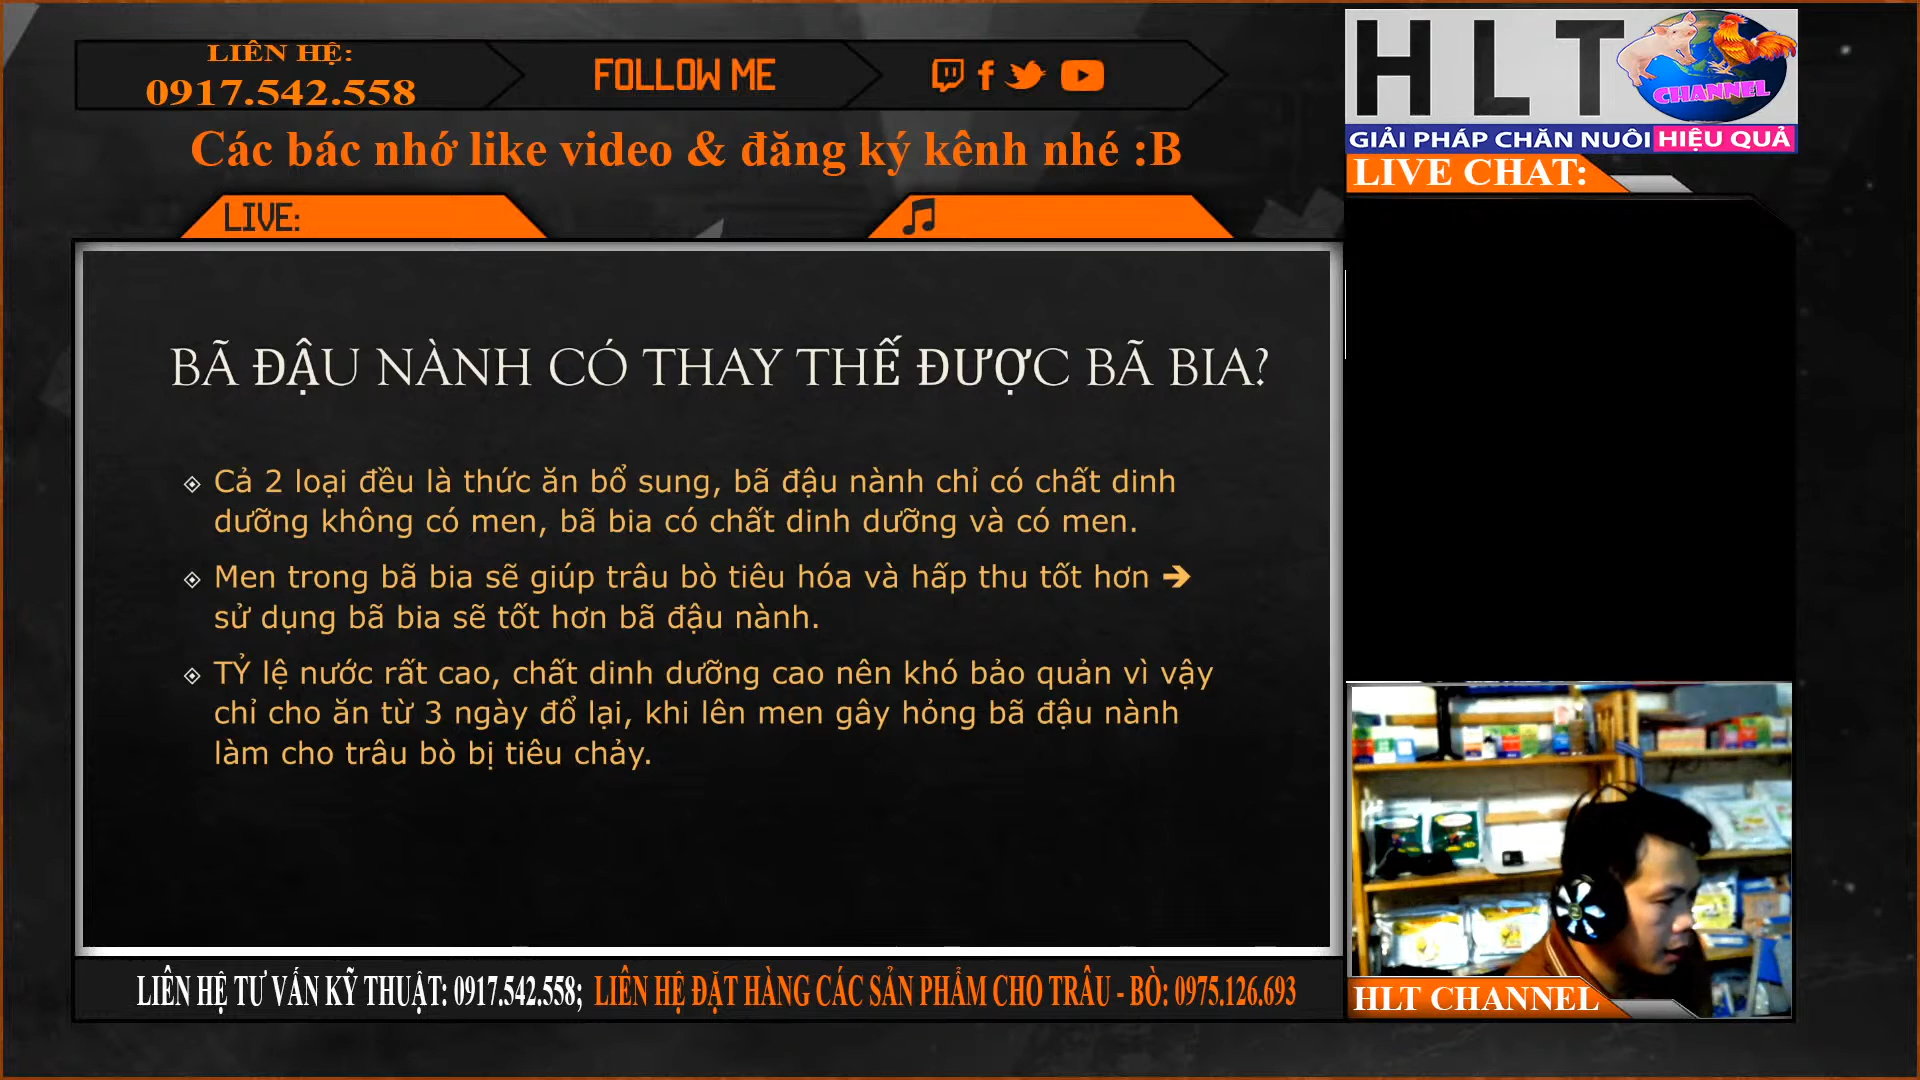 LIÊN HỆ:
0917.542.558
FOLLOW ME
Các bác nhớ like video & đăng ký kênh nhé :B
LIVE:
HLT
CHANNEL
GIẢI PHÁP CHĂN NUÔI HIỆU QUẢ
LIVE CHAT:
BÃ ĐẬU NÀNH CÓ THAY THẾ ĐƯỢC BÃ BIA?
Cả 2 loại đều là thức ăn bổ sung, bã đậu nành chỉ có chất dinh
dưỡng không có men, bã bia có chất dinh dưỡng và có men.
Men trong bã bia sẽ giúp trâu bò tiêu hóa và hấp thu tốt hơn ➔
sử dụng bã bia sẽ tốt hơn bã đậu nành.
TỶ lệ nước rất cao, chất dinh dưỡng cao nên khó bảo quản vì vậy
chỉ cho ăn từ 3 ngày đổ lại, khi lên men gây hỏng bã đậu nành
làm cho trâu bò bị tiêu chảy.
LIÊN HỆ TƯ VẤN KỸ THUẬT: 0917.542.558; LIÊN HỆ ĐẶT HÀNG CÁC SẢN PHẨM CHO TRÂU - BÒ: 0975.126.693
HLT CHANNEL